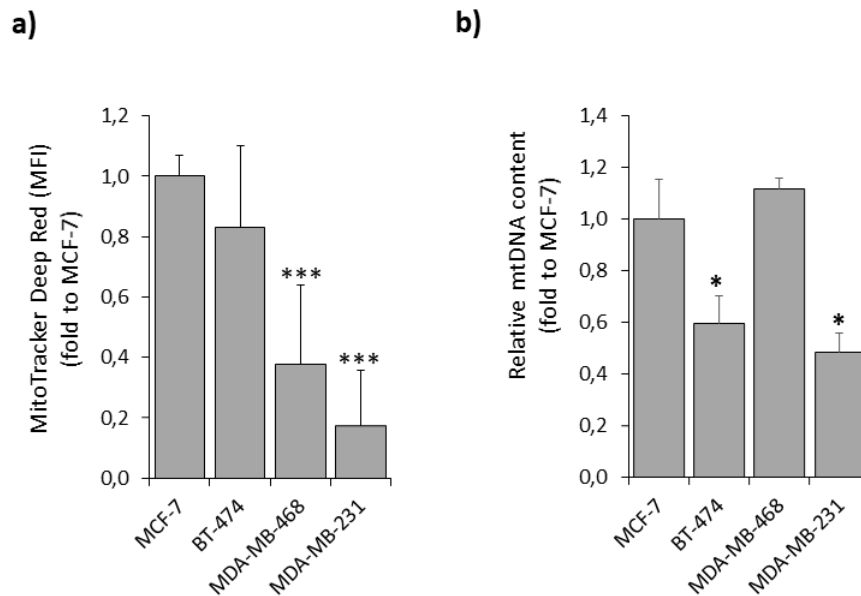 a)
MitoTracker Deep Red (MFI)
(fold to MCF-7)
1,2
1,0
0,8
0,6
0,4
0,2
0,0
***
***
MCF-7
BT-474
MDA-MB-468
MDA-MB-231
b)
Relative mtDNA content
(fold to MCF-7)
1,4
1,2
1,0
0,8
0,6
0,4
0,2
0,0
*
*
MCF-7
BT-474
MDA-MB-468
MDA-MB-231